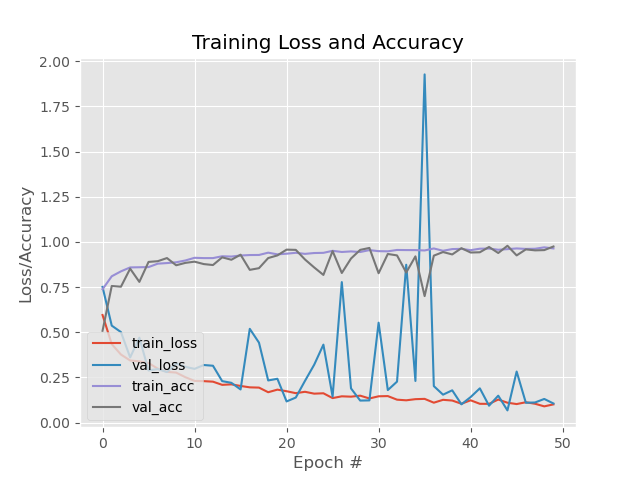 Training Loss and Accuracy
2.00
1.75
1.50
1.25
1.00
0.75
0.50
0.25
0.00
Loss/Accuracy
train_loss
val_loss
train_acc
val_acc
0 10 20 30 40 50
Epoch #